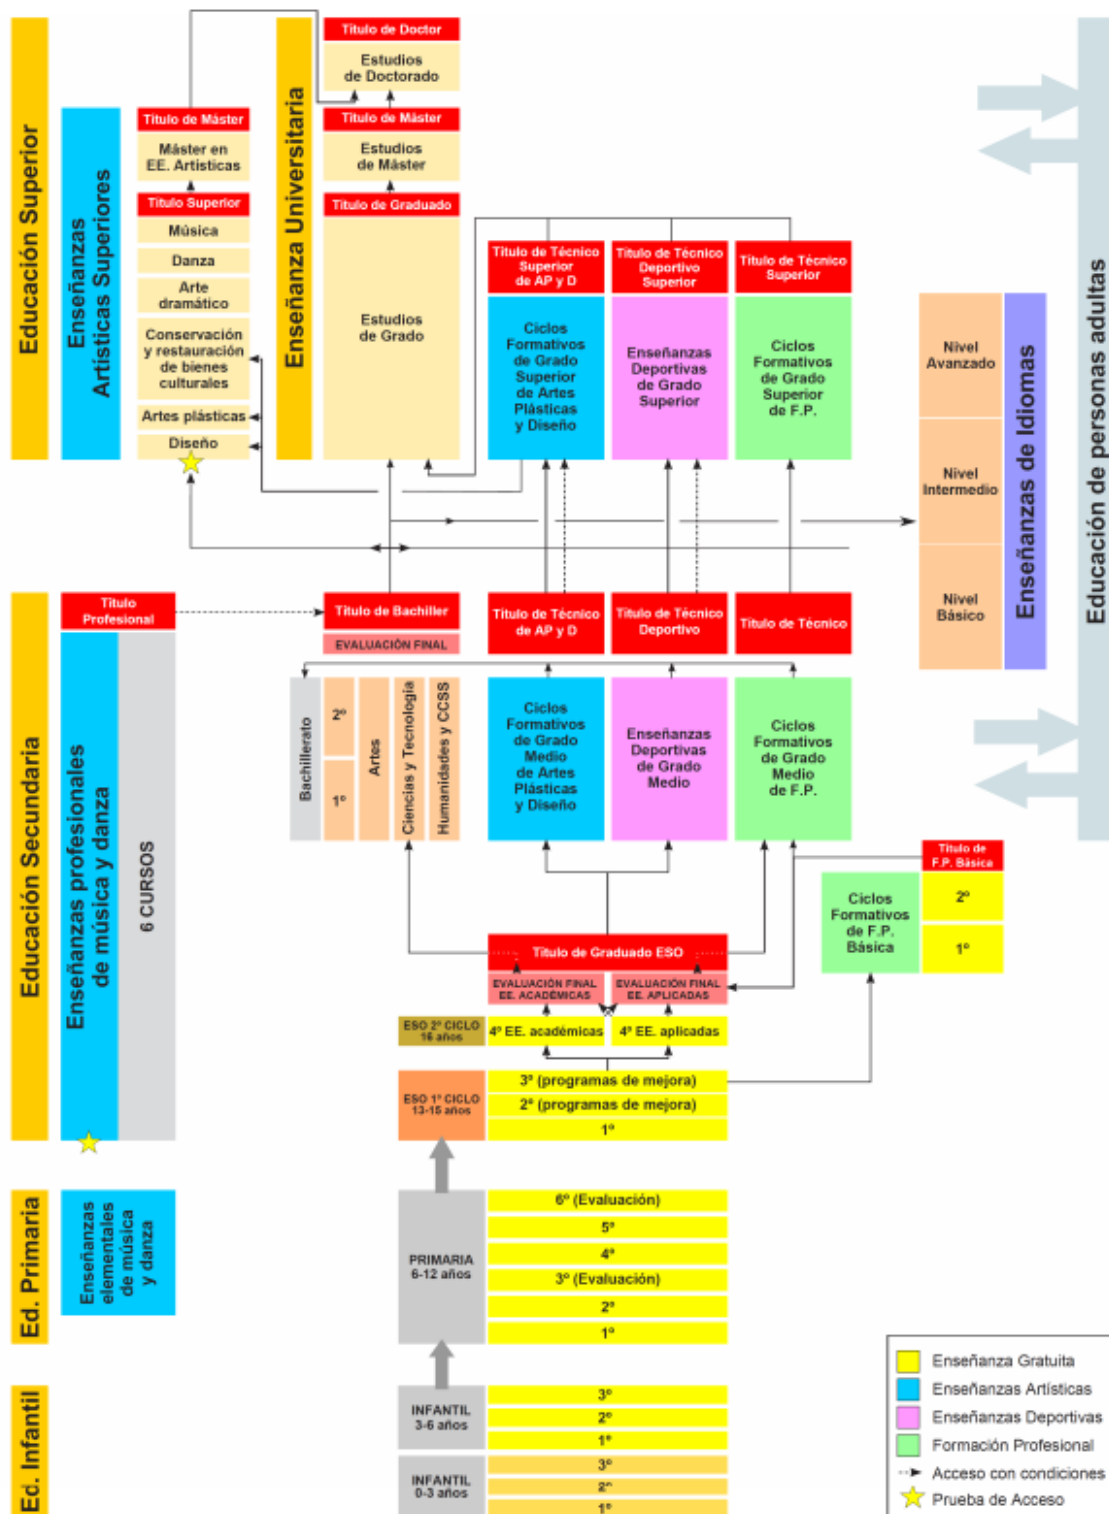 Educación Superior
Enseñanzas
Artísticas Superiores
Título de Máster
Máster en
EE. Artísticas
Título Superior
Música
Danza
Arte
dramático
Conservación
y restauración
de bienes
culturales
Artes plásticas
Diseño
Enseñanza Universitaria
Título de Doctor
Estudios
de Doctorado
Título de Máster
Estudios
de Máster
Título de Graduado
Estudios
de Grado
Título de Técnico
Superior
de AP y D
Ciclos
Formativos
de Grado
Superior
de Artes
Plásticas
y Diseño
Título de Técnico
Deportivo
Superior
Enseñanzas
Deportivas
de Grado
Superior
Título de Técnico
Superior
Ciclos
Formativos
de Grado
Superior
de F.P.
Nivel
Avanzado
Nivel
Intermedio
Nivel
Básico
Enseñanzas de Idiomas
Educación de personas adultas
Educación Secundaria
Título
Profesional
Enseñanzas profesionales
de música y danza
6 CURSOS
Título de Bachiller
EVALUACIÓN FINAL
Bachillerato
2º
1º
Artes
Ciencias y Tecnología
Humanidades y CCSS
Título de Técnico
de AP y D
Ciclos
Formativos
de Grado
Medio
de Artes
Plásticas
y Diseño
Título de Técnico
Deportivo
Enseñanzas
Deportivas
de Grado
Medio
Título de Técnico
Ciclos
Formativos
de Grado
Medio
de F.P.
Título de
F.P. Básica
Ciclos
Formativos
de F.P.
Básica
2º
1º
Título de Graduado ESO
EVALUACIÓN FINAL
EE. ACADÉMICAS
EVALUACIÓN FINAL
EE. APLICADAS
ESO 2º CICLO
16 años
4º EE. académicas
4º EE. aplicadas
ESO 1º CICLO
13-15 años
3º (programas de mejora)
2º (programas de mejora)
1º
Ed. Primaria
Enseñanzas
elementales
de música
y danza
PRIMARIA
6-12 años
6º (Evaluación)
5º
4º
3º (Evaluación)
2º
1º
Ed. Infantil
INFANTIL
3-6 años
3º
2º
1º
INFANTIL
0-3 años
3º
2º
1º
Enseñanza Gratuita
Enseñanzas Artísticas
Enseñanzas Deportivas
Formación Profesional
Acceso con condiciones
Prueba de Acceso